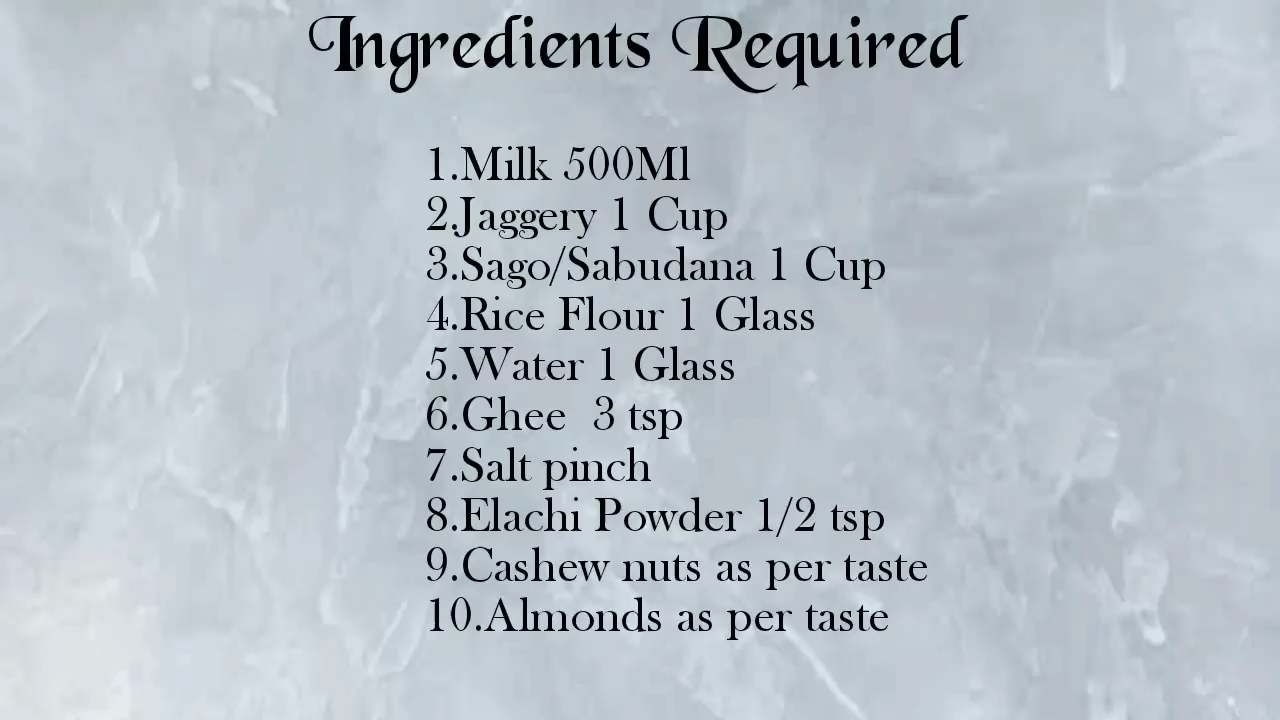 Ingredients Required
1.Milk 500Ml
2.Jaggery 1 Cup
3.Sago/Sabudana 1 Cup
4.Rice Flour 1 Glass
5.Water 1 Glass
6.Ghee  3 tsp
7.Salt pinch
8.Elachi Powder 1/2 tsp
9.Cashew nuts as per taste
10.Almonds as per taste